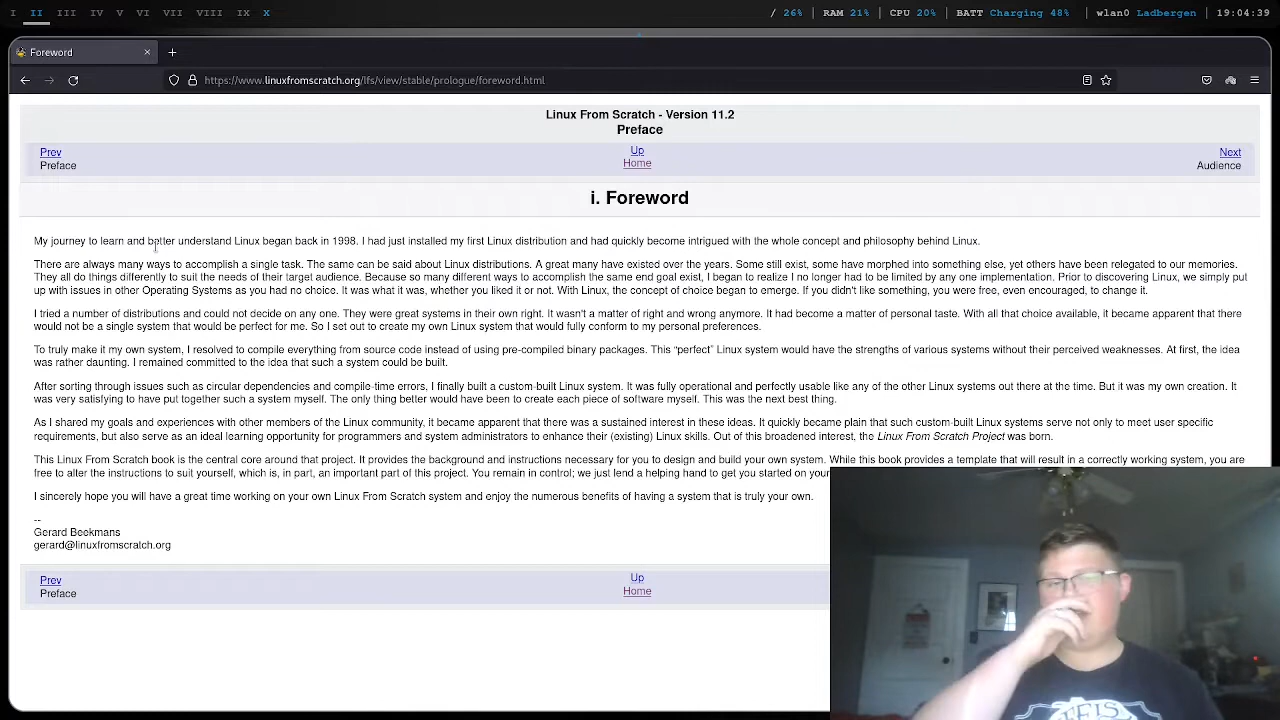 I II III IV V VI VII VIII IX X / 26% RAM 21% CPU 20% BATT Charging 48% wlan0 Ladbergen 19:04:39
Foreword
https://www.linuxfromscratch.org/lfs/view/stable/prologue/foreword.html
Linux From Scratch - Version 11.2
Preface
Prev Up Next
Preface Home Audience
i. Foreword
My journey to learn and better understand Linux began back in 1998. I had just installed my first Linux distribution and had quickly become intrigued with the whole concept and philosophy behind Linux.
There are always many ways to accomplish a single task. The same can be said about Linux distributions. A great many have existed over the years. Some still exist, some have morphed into something else, yet others have been relegated to our memories.
They all do things differently to suit the needs of their target audience. Because so many different ways to accomplish the same end goal exist, I began to realize I no longer had to be limited by any one implementation. Prior to discovering Linux, we simply put
up with issues in other Operating Systems as you had no choice. It was what it was, whether you liked it or not. With Linux, the concept of choice began to emerge. If you didn't like something, you were free, even encouraged, to change it.
I tried a number of distributions and could not decide on any one. They were great systems in their own right. It wasn't a matter of right and wrong anymore. It had become a matter of personal taste. With all that choice available, it became apparent that there
would not be a single system that would be perfect for me. So I set out to create my own Linux system that would fully conform to my personal preferences.
To truly make it my own system, I resolved to compile everything from source code instead of using pre-compiled binary packages. This “perfect” Linux system would have the strengths of various systems without their perceived weaknesses. At first, the idea
was rather daunting. I remained committed to the idea that such a system could be built.
After sorting through issues such as circular dependencies and compile-time errors, I finally built a custom-built Linux system. It was fully operational and perfectly usable like any of the other Linux systems out there at the time. But it was my own creation. It
was very satisfying to have put together such a system myself. The only thing better would have been to create each piece of software myself. This was the next best thing.
As I shared my goals and experiences with other members of the Linux community, it became apparent that there was a sustained interest in these ideas. It quickly became plain that such custom-built Linux systems serve not only to meet user specific
requirements, but also serve as an ideal learning opportunity for programmers and system administrators to enhance their (existing) Linux skills. Out of this broadened interest, the Linux From Scratch Project was born.
This Linux From Scratch book is the central core around that project. It provides the background and instructions necessary for you to design and build your own system. While this book provides a template that will result in a correctly working system, you are
free to alter the instructions to suit yourself, which is, in part, an important part of this project. You remain in control; we just lend a helping hand to get you started on your
I sincerely hope you will have a great time working on your own Linux From Scratch system and enjoy the numerous benefits of having a system that is truly your own.
--
Gerard Beekmans
gerard@linuxfromscratch.org
Prev Up
Preface Home